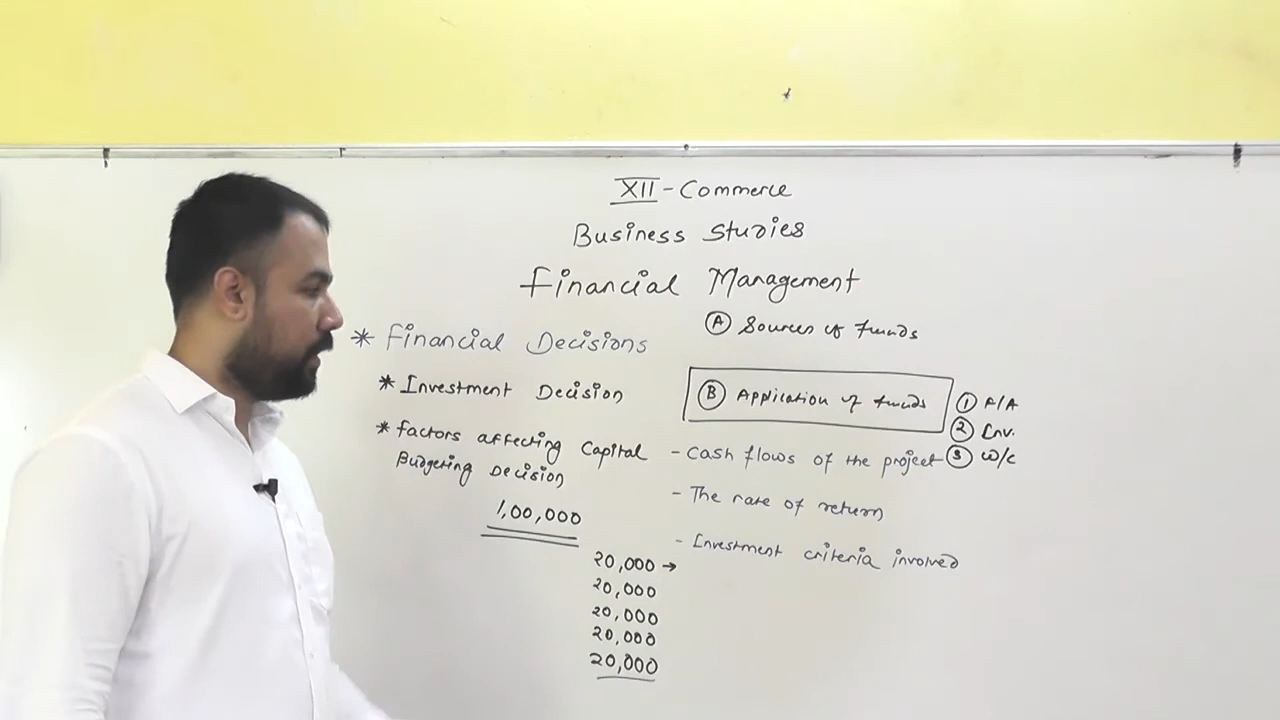 XII - Commerce
Business Studies
Financial Management
Ⓐ Sources of funds
* Financial Decisions
* Investment Decision
Ⓑ Application of funds
① F/A
② Inv.
③ W/C
* factors affecting Capital
Budgeting Decision
- Cash flows of the project
- The rate of return
- Investment criteria involved
1,00,000
20,000 →
20,000
20,000
20,000
20,000